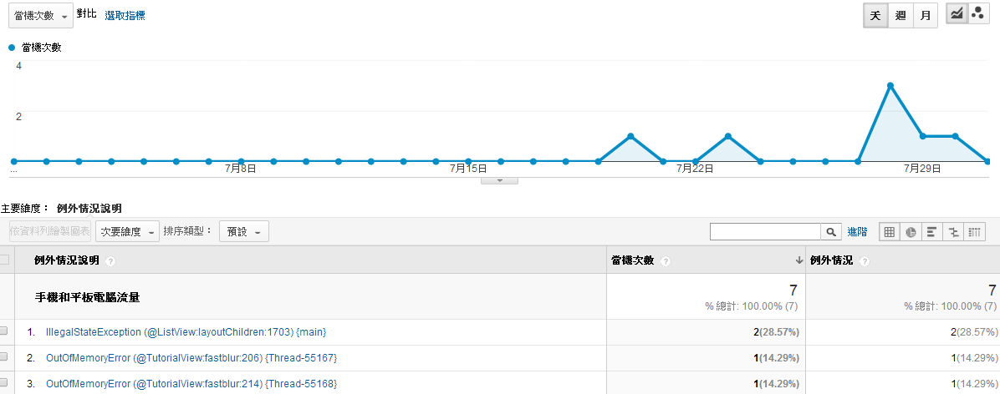 當機次數 對比 選取指標 天 週 月
當機次數
4
2
... 7月8日 7月15日 7月22日 7月29日
主要維度： 例外情況說明
依資料列繪製圖表 次要維度 排序類型： 預設 進階
例外情況說明 ? 當機次數 ? 例外情況 ?
手機和平板電腦流量 7 7
% 總計: 100.00% (7) % 總計: 100.00% (7)
1. IllegalStateException (@ListView:layoutChildren:1703) {main} 2(28.57%) 2(28.57%)
2. OutOfMemoryError (@TutorialView:fastblur:206) {Thread-55167} 1(14.29%) 1(14.29%)
3. OutOfMemoryError (@TutorialView:fastblur:214) {Thread-55168} 1(14.29%) 1(14.29%)